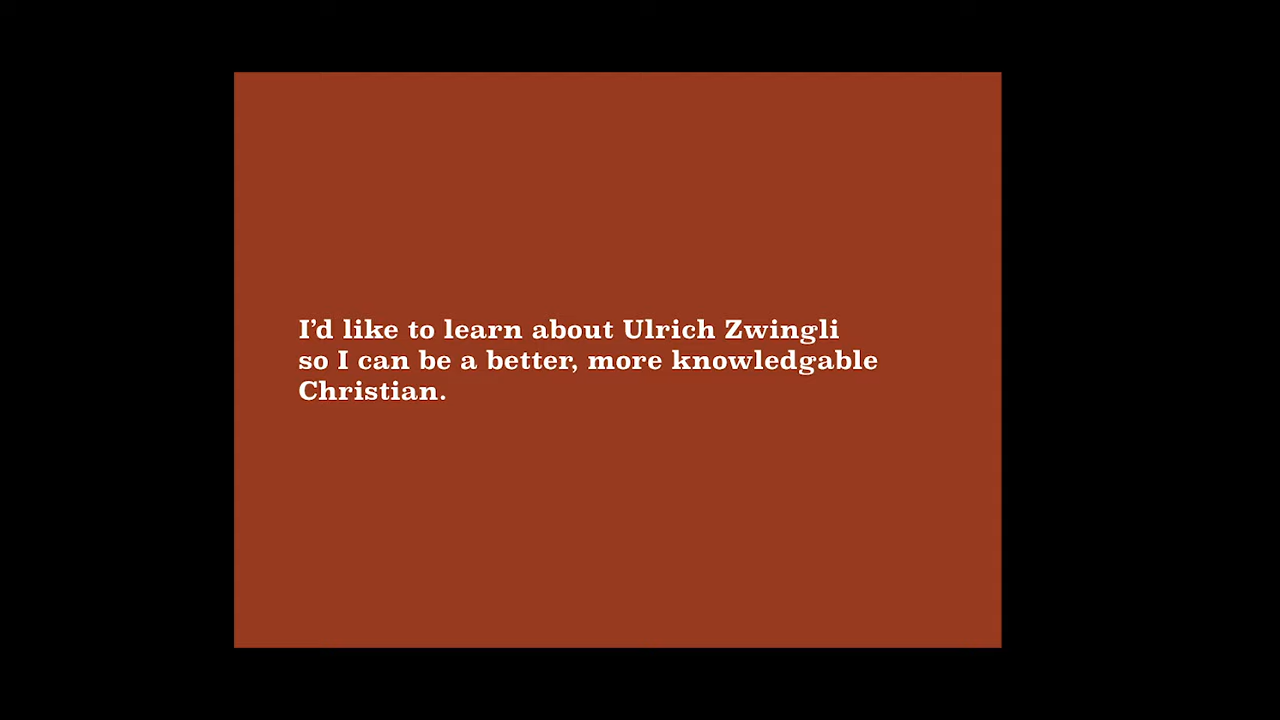 I’d like to learn about Ulrich Zwingli
so I can be a better, more knowledgable
Christian.